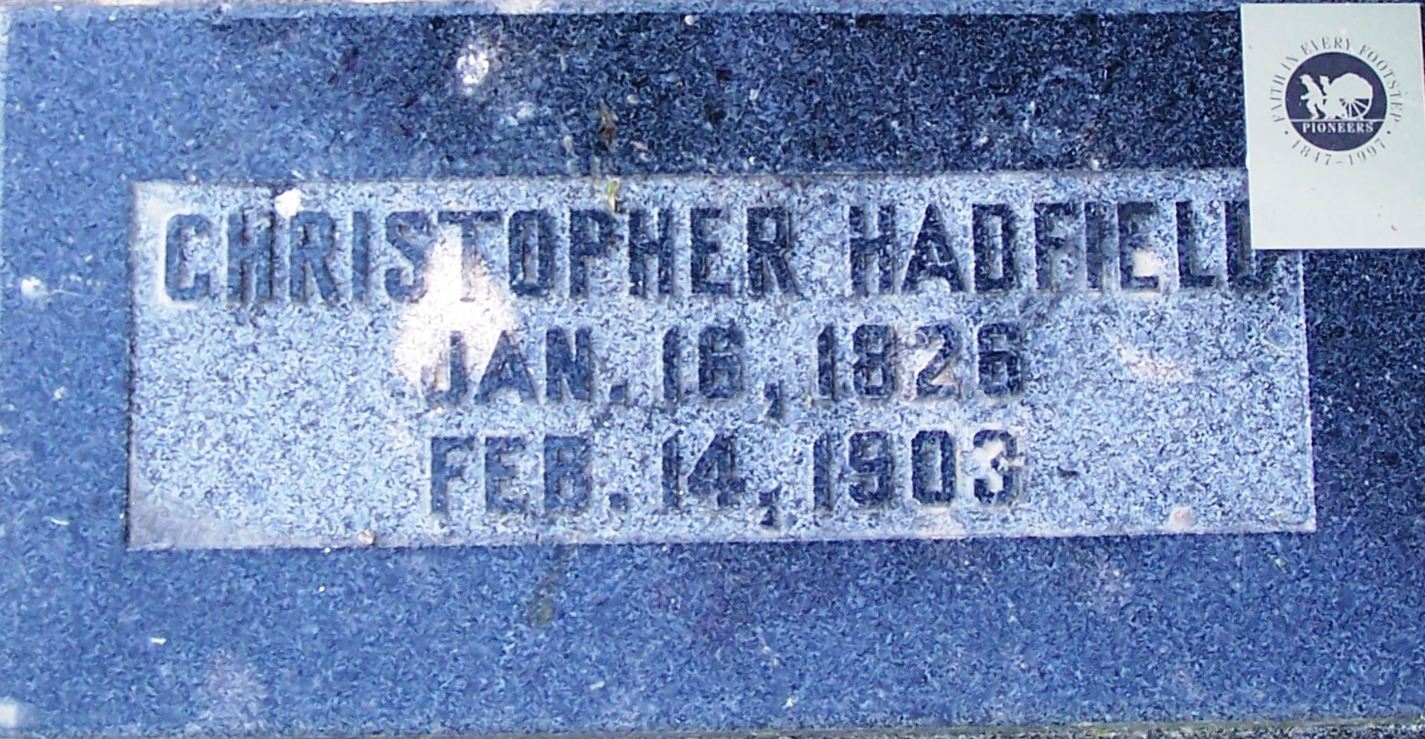 FAITH IN EVERY FOOTSTEP
PIONEERS
1847-1997
CHRISTOPHER HADFIELD
JAN. 16, 1826
FEB. 14, 1903